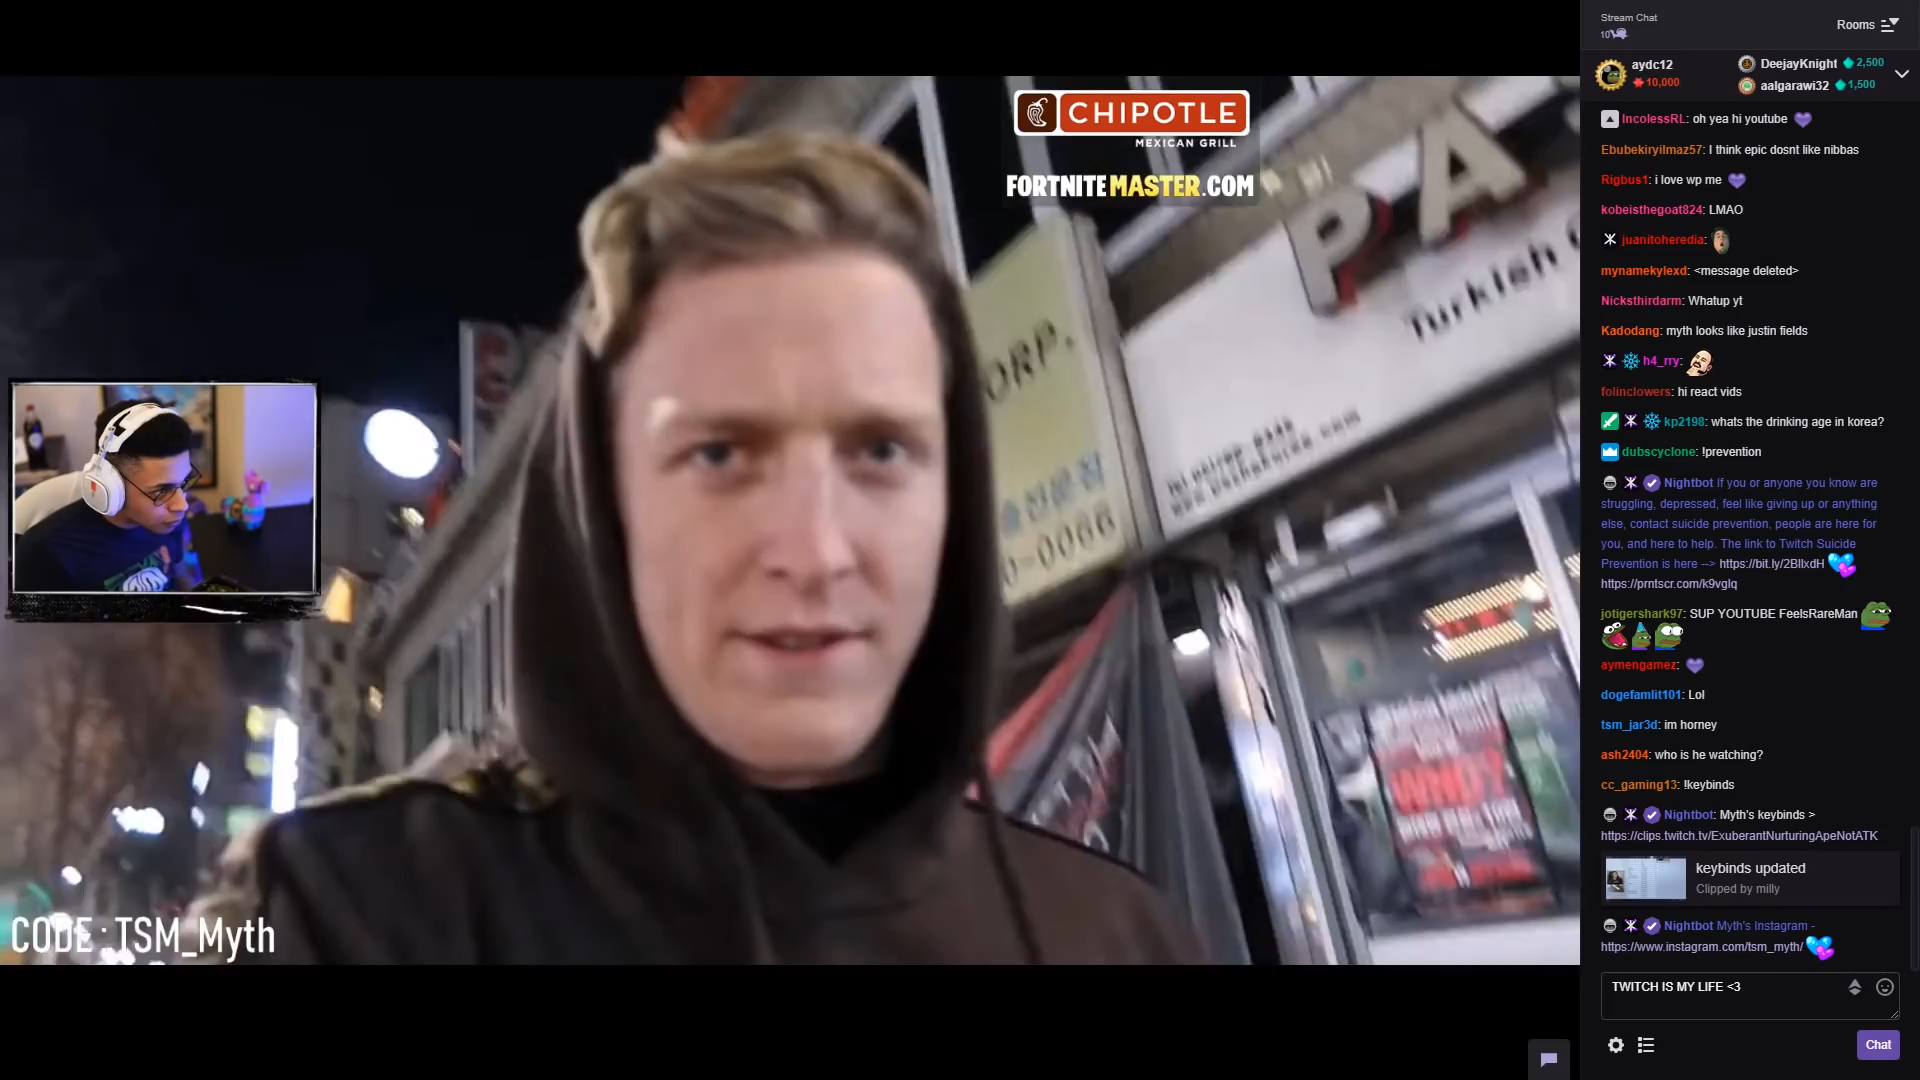 CHIPOTLE
MEXICAN GRILL
FORTNITEMASTER.COM
PA
Turkish
ORP.
0-0066
WWD?
CODE : TSM_Myth
Stream Chat
10
Rooms
aydc12
10,000
DeejayKnight 2,500
aalgarawi32 1,500
IncolessRL: oh yea hi youtube
Ebubekiryilmaz57: I think epic dosnt like nibbas
Rigbus1: i love wp me
kobeisthegoat824: LMAO
juanitoheredia:
mynamekylexd: <message deleted>
Nicksthirdarm: Whatup yt
Kadodang: myth looks like justin fields
h4_rry:
folinclowers: hi react vids
kp2198: whats the drinking age in korea?
dubscyclone: !prevention
Nightbot If you or anyone you know are
struggling, depressed, feel like giving up or anything
else, contact suicide prevention, people are here for
you, and here to help. The link to Twitch Suicide
Prevention is here --> https://bit.ly/2BllxdH
https://prntscr.com/k9vglq
jotigershark97: SUP YOUTUBE FeelsRareMan
aymengamez:
dogefamlit101: Lol
tsm_jar3d: im horney
ash2404: who is he watching?
cc_gaming13: !keybinds
Nightbot: Myth's keybinds >
https://clips.twitch.tv/ExuberantNurturingApeNotATK
keybinds updated
Clipped by milly
Nightbot Myth's Instagram -
https://www.instagram.com/tsm_myth/
TWITCH IS MY LIFE <3
Chat